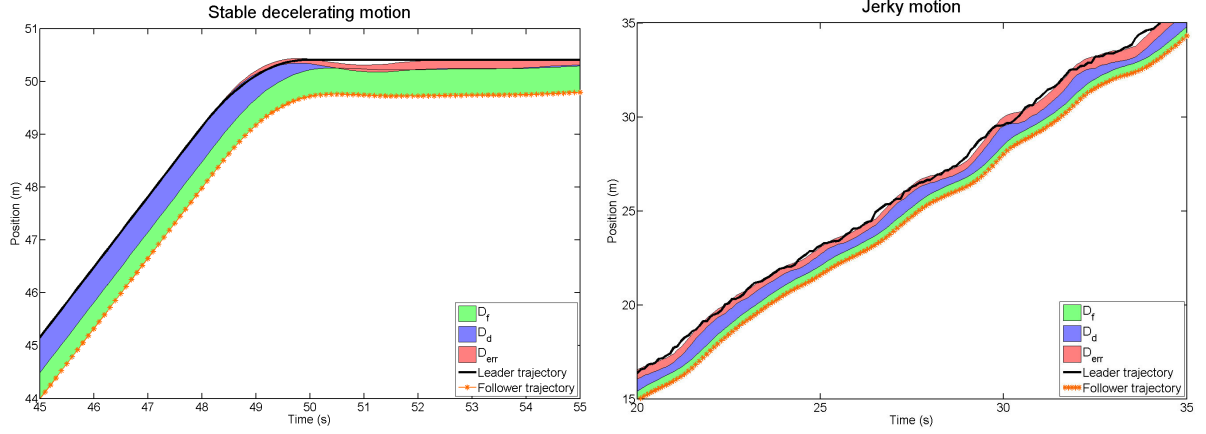 Stable decelerating motion
51
50
49
48
47
46
45
44
Position (m)
45
46
47
48
49
50
51
52
53
54
55
Time (s)
Df
Dd
Derr
Leader trajectory
Follower trajectory
Jerky motion
35
30
25
20
15
Position (m)
20
25
30
35
Time (s)
Df
Dd
Derr
Leader trajectory
Follower trajectory